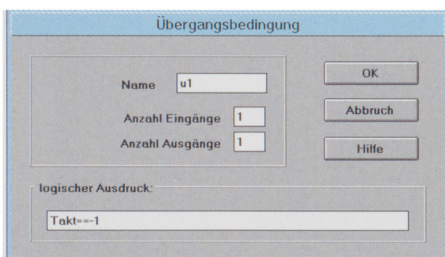 Übergangsbedingung
Name u1
Anzahl Eingänge 1
Anzahl Ausgänge 1
OK
Abbruch
Hilfe
logischer Ausdruck:
Takt==-1